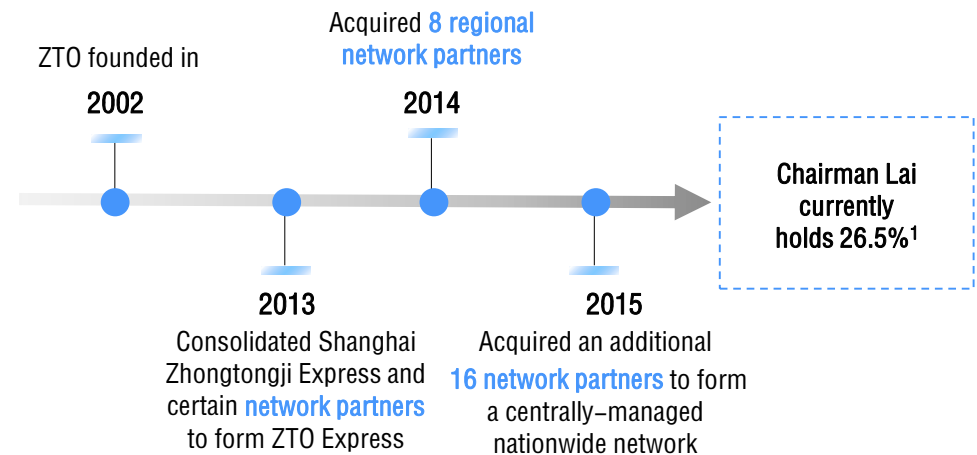 ZTO founded in
2002
2013
Consolidated Shanghai
Zhongtongji Express and
certain network partners
to form ZTO Express
Acquired 8 regional
network partners
2014
2015
Acquired an additional
16 network partners to form
a centrally–managed
nationwide network
Chairman Lai
currently
holds 26.5%¹